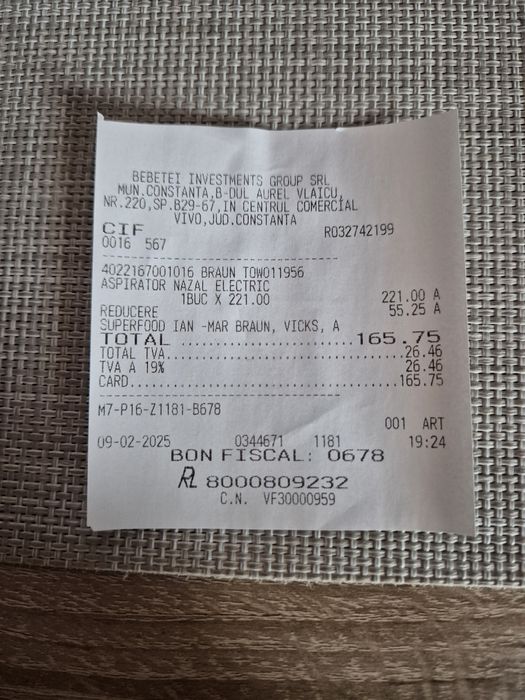 BEBETEI INVESTMENTS GROUP SRL
MUN.CONSTANTA,B-DUL AUREL VLAICU,
NR.220,SP.B29-67,IN CENTRUL COMERCIAL
VIVO,JUD.CONSTANTA
CIF RO32742199
0016 567
4022167001016 BRAUN TOWO11956
ASPIRATOR NAZAL ELECTRIC
1BUC X 221.00 221.00 A
REDUCERE 55.25 A
SUPERFOOD IAN -MAR BRAUN, VICKS, A
TOTAL ..................165.75
TOTAL TVA..............................26.46
TVA A 19% 26.46
CARD..................................165.75
M7-P16-Z1181-B678
001 ART
09-02-2025 0344671 1181 19:24
BON FISCAL: 0678
RL 8000809232
C.N. VF30000959